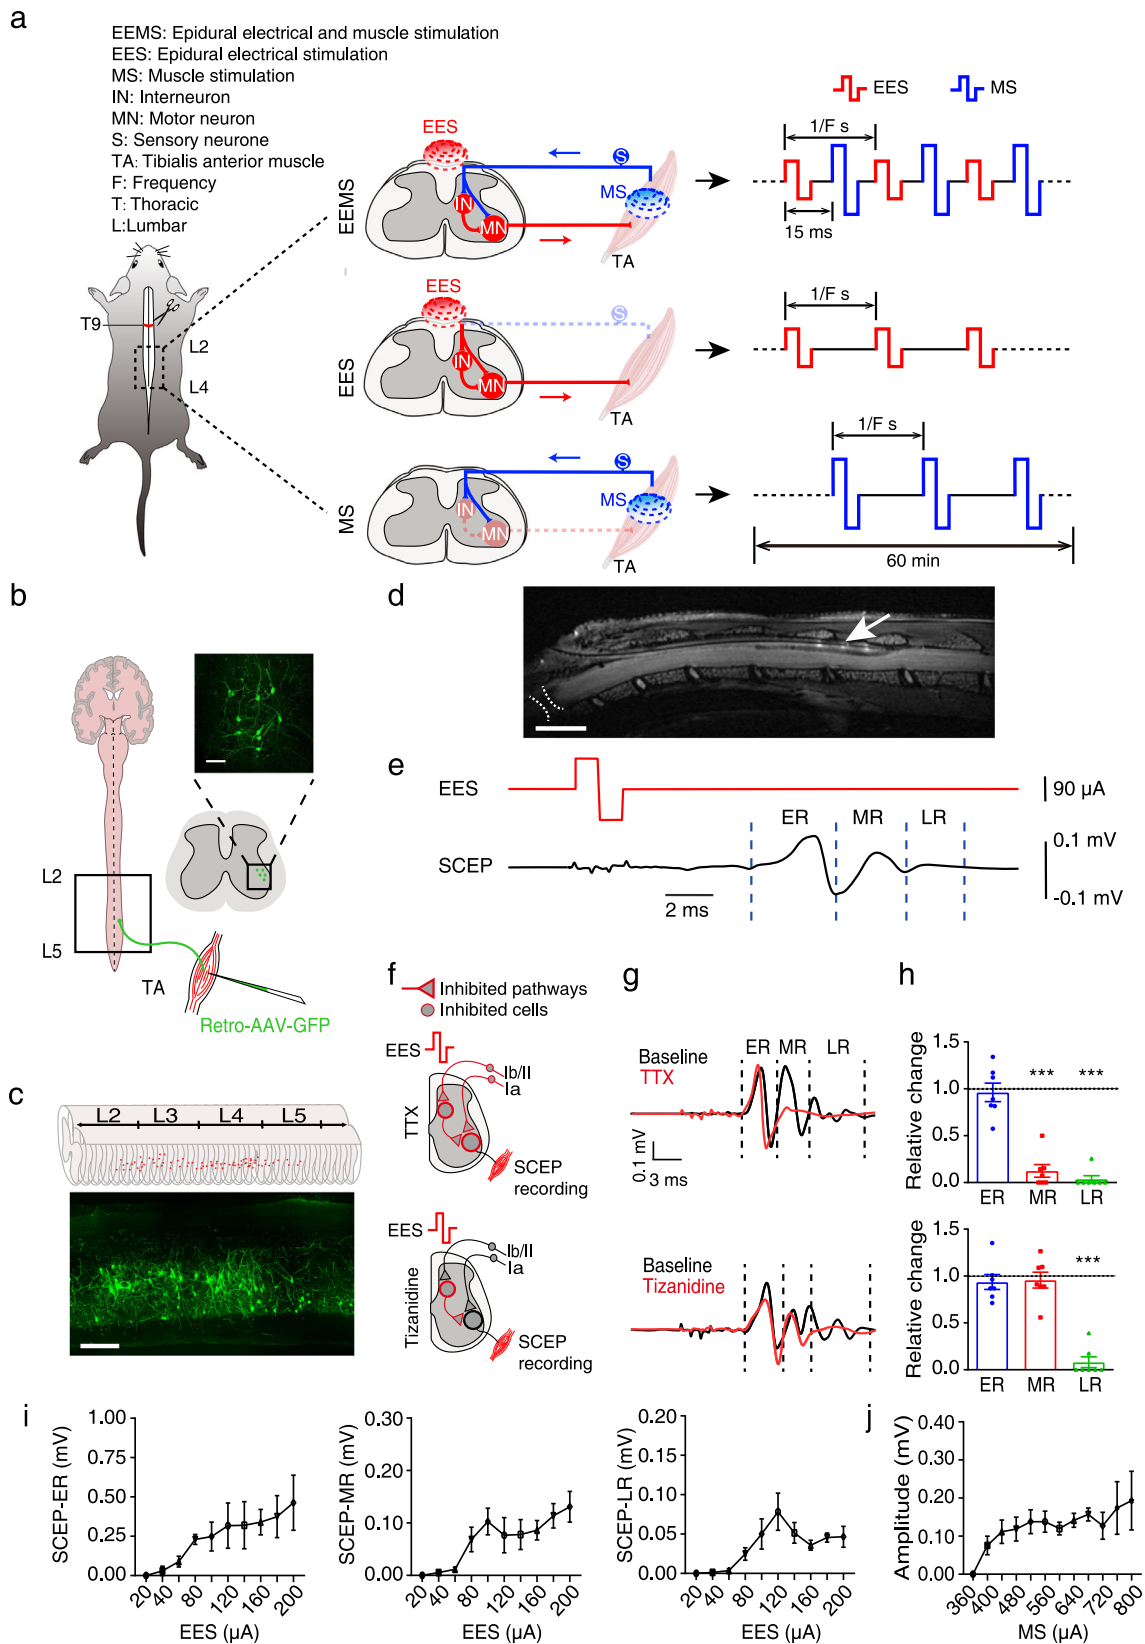 a
EEMS: Epidural electrical and muscle stimulation
EES: Epidural electrical stimulation
MS: Muscle stimulation
IN: Interneuron
MN: Motor neuron
S: Sensory neurone
TA: Tibialis anterior muscle
F: Frequency
T: Thoracic
L:Lumbar
T9
L2
L4
EEMS
EES
S
MS
IN
MN
TA
EES MS
1/F s
15 ms
EES
EES
S
IN
MN
TA
1/F s
MS
S
MS
IN
MN
TA
1/F s
60 min
b
L2
L5
TA
Retro-AAV-GFP
c
L2 L3 L4 L5
d
e
EES
90 µA
ER MR LR
SCEP
0.1 mV
-0.1 mV
2 ms
f
Inhibited pathways
Inhibited cells
EES
Ib/II
Ia
TTX
SCEP
recording
EES
Ib/II
Ia
Tizanidine
SCEP
recording
g
ER MR LR
Baseline
TTX
0.1 mV
3 ms
Baseline
Tizanidine
h
Relative change
1.5
1.0
0.5
0.0
*** ***
ER MR LR
Relative change
1.5
1.0
0.5
0.0
***
ER MR LR
i
SCEP-ER (mV)
1.00
0.75
0.50
0.25
0.00
20 40 80 120 160 200
EES (µA)
SCEP-MR (mV)
0.30
0.20
0.10
0.00
20 40 80 120 160 200
EES (µA)
SCEP-LR (mV)
0.20
0.15
0.10
0.05
0.00
20 40 80 120 160 200
EES (µA)
j
Amplitude (mV)
0.40
0.30
0.20
0.10
0.00
360 400 480 560 640 720 800
MS (µA)